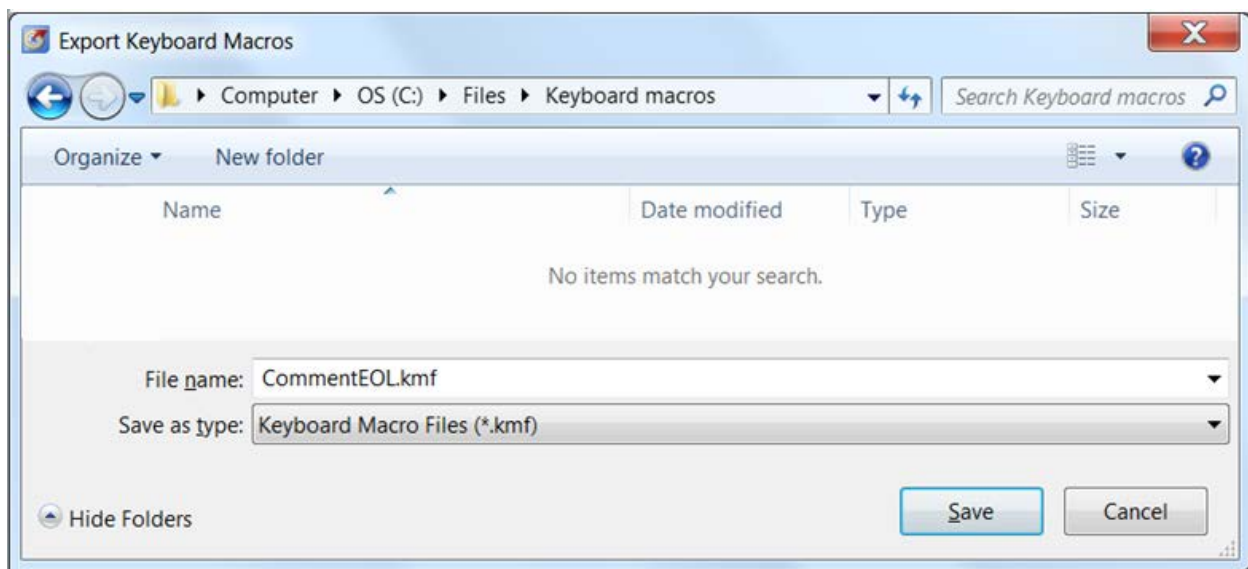 Export Keyboard Macros
Computer OS (C:) Files Keyboard macros Search Keyboard macros
Organize New folder
Name Date modified Type Size
No items match your search.
File name: CommentEOL.kmf
Save as type: Keyboard Macro Files (*.kmf)
Hide Folders Save Cancel